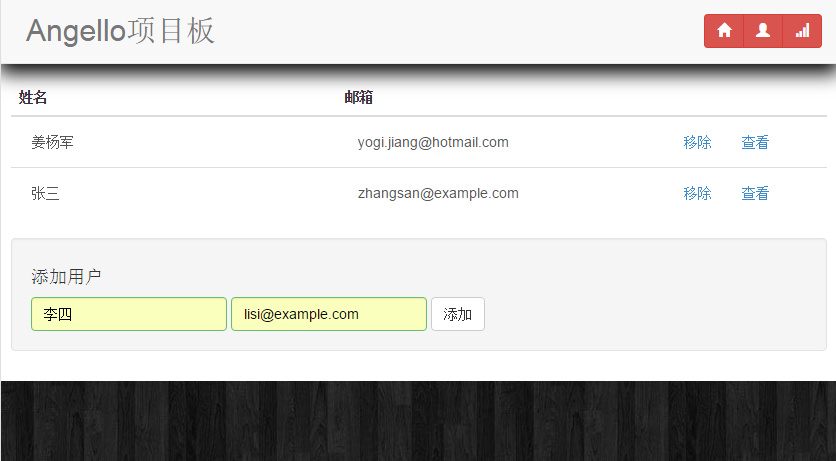 Angello项目板
姓名 邮箱
姜杨军 yogi.jiang@hotmail.com 移除 查看
张三 zhangsan@example.com 移除 查看
添加用户
李四 lisi@example.com 添加